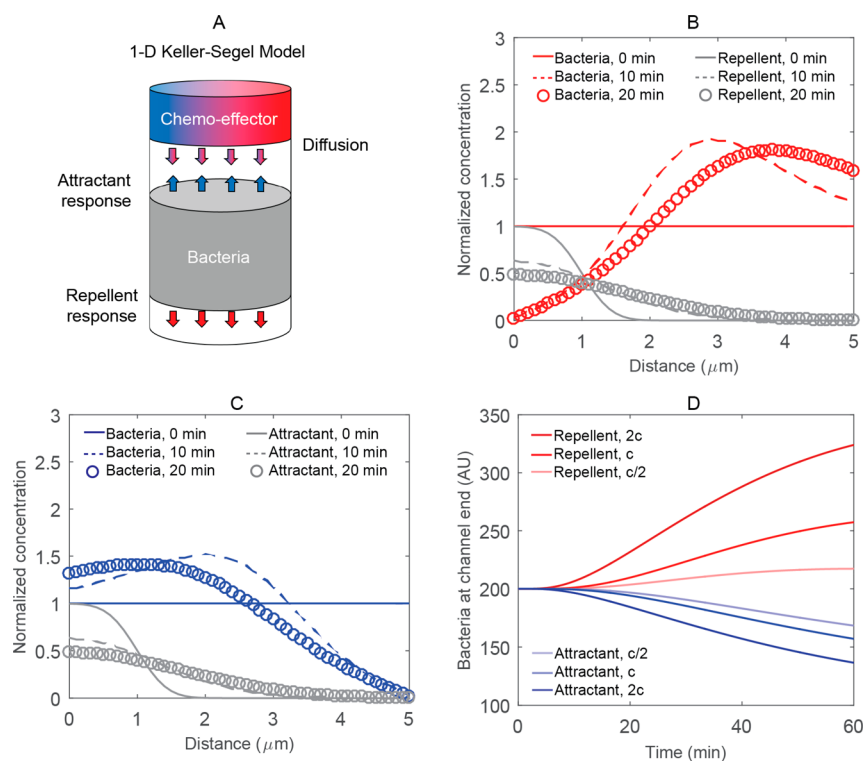 A
1-D Keller-Segel Model
Chemo-effector
Diffusion
Attractant
response
Bacteria
Repellent
response
B
Normalized concentration
3
2.5
2
1.5
1
0.5
0
Bacteria, 0 min
Bacteria, 10 min
Bacteria, 20 min
Repellent, 0 min
Repellent, 10 min
Repellent, 20 min
0 1 2 3 4 5
Distance (μm)
C
Normalized concentration
3
2.5
2
1.5
1
0.5
0
Bacteria, 0 min
Bacteria, 10 min
Bacteria, 20 min
Attractant, 0 min
Attractant, 10 min
Attractant, 20 min
0 1 2 3 4 5
Distance (μm)
D
Bacteria at channel end (AU)
350
300
250
200
150
100
Repellent, 2c
Repellent, c
Repellent, c/2
Attractant, c/2
Attractant, c
Attractant, 2c
0 20 40 60
Time (min)